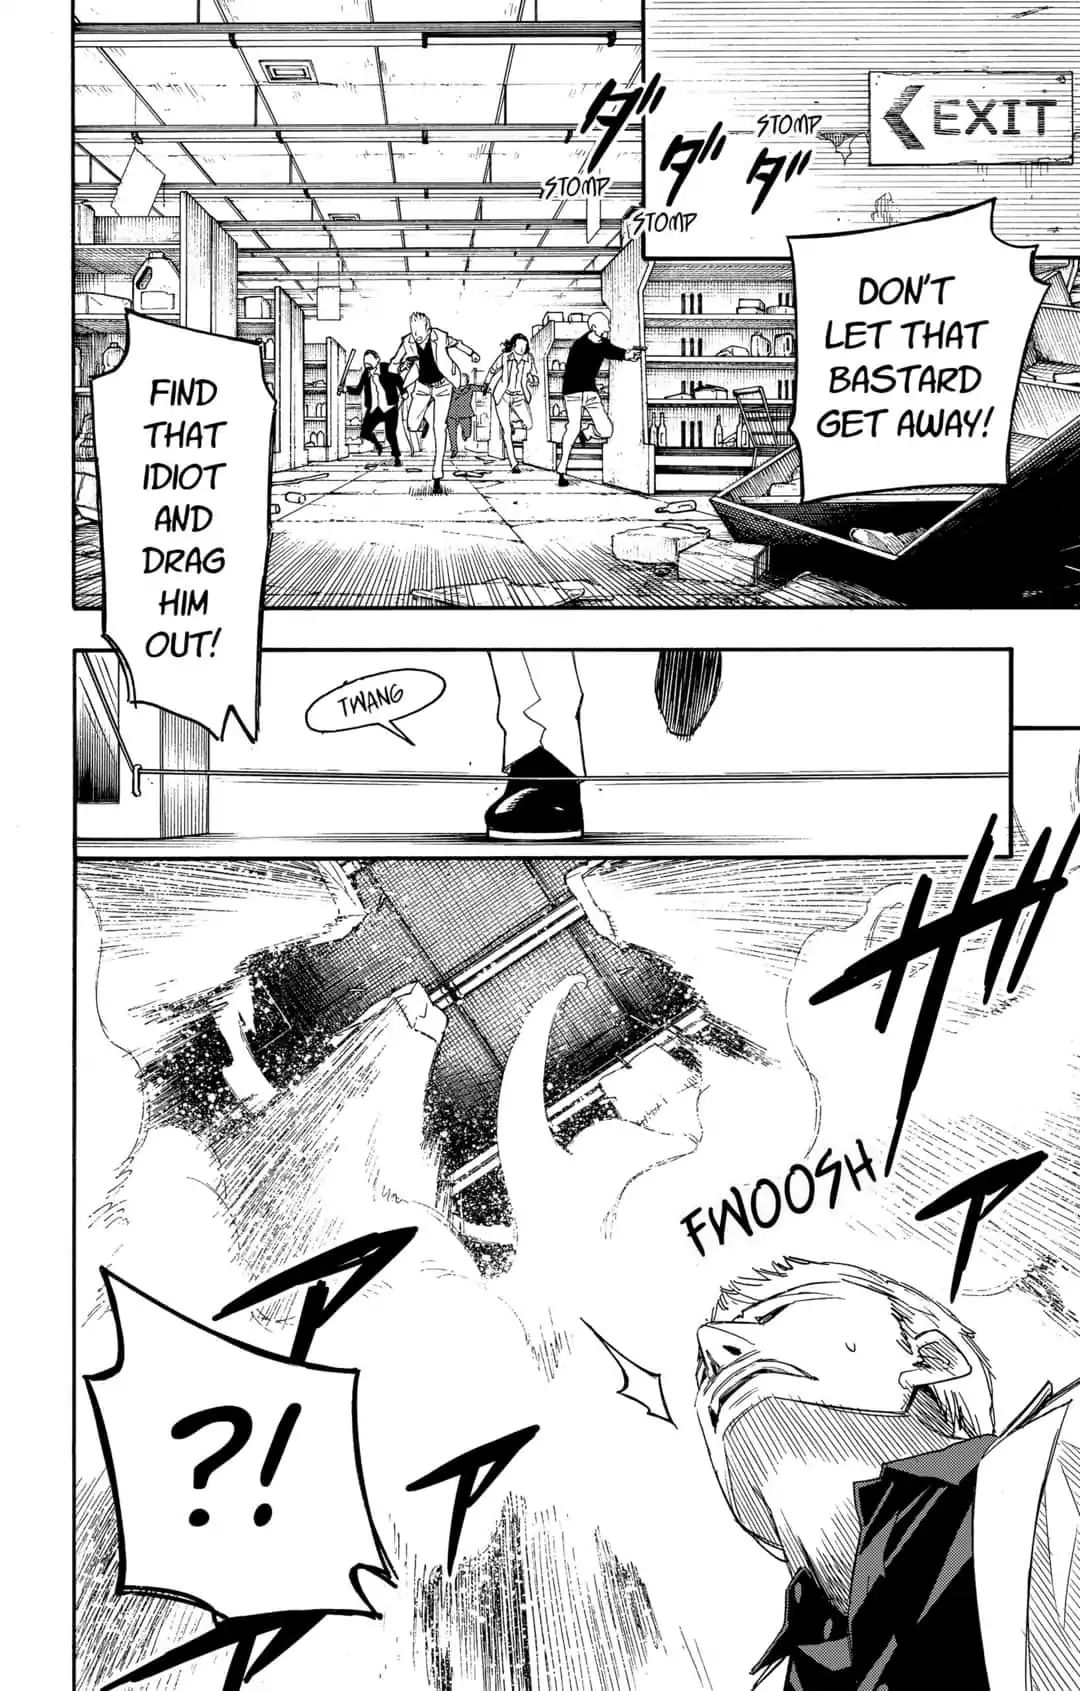 EXIT
STOMP
ダ
STOMP
ダ
STOMP
ダ
DON'T
LET THAT
BASTARD
GET AWAY!
FIND
THAT
IDIOT
AND
DRAG
HIM
OUT!
TWANG
FWOOSH
?!